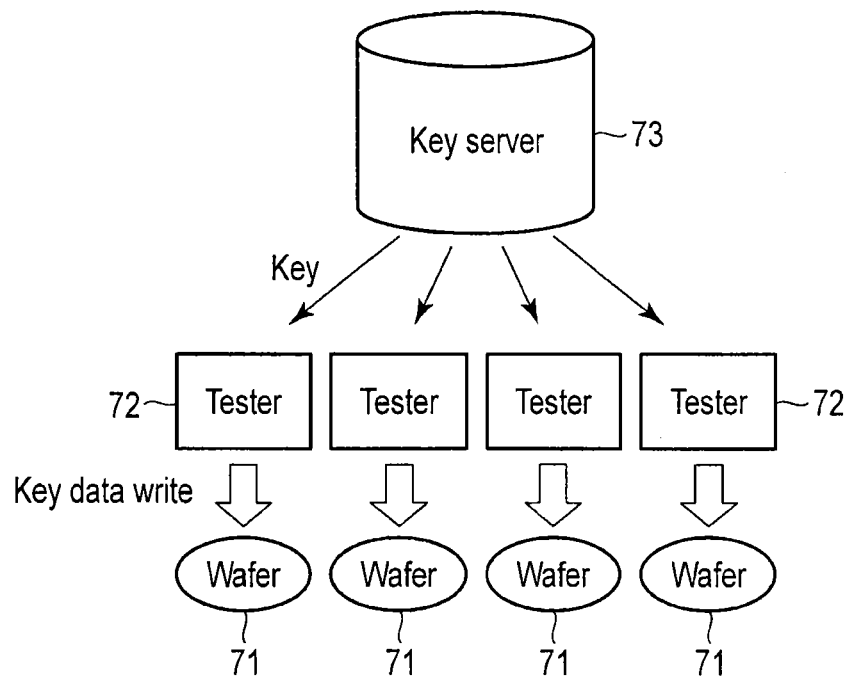 Key server
73
Key
72
Tester
Tester
Tester
Tester
72
Key data write
Wafer
Wafer
Wafer
Wafer
71
71
71
71